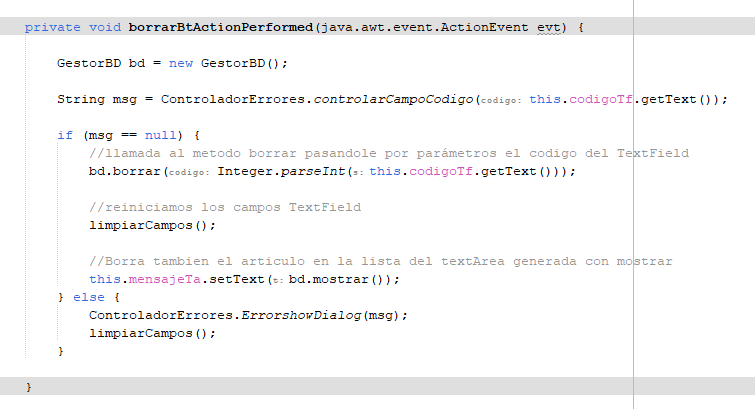 private void borrarBtActionPerformed(java.awt.event.ActionEvent evt) {
GestorBD bd = new GestorBD();
String msg = ControladorErrores.controlarCampoCodigo(codigo: this.codigoTf.getText());
if (msg == null) {
//llamada al metodo borrar pasandole por parámetros el codigo del TextField
bd.borrar(codigo: Integer.parseInt(s: this.codigoTf.getText()));
//reiniciamos los campos TextField
limpiarCampos();
//Borra tambien el articulo en la lista del textArea generada con mostrar
this.mensajeTa.setText(t: bd.mostrar());
} else {
ControladorErrores.ErrorshowDialog(msg);
limpiarCampos();
}
}